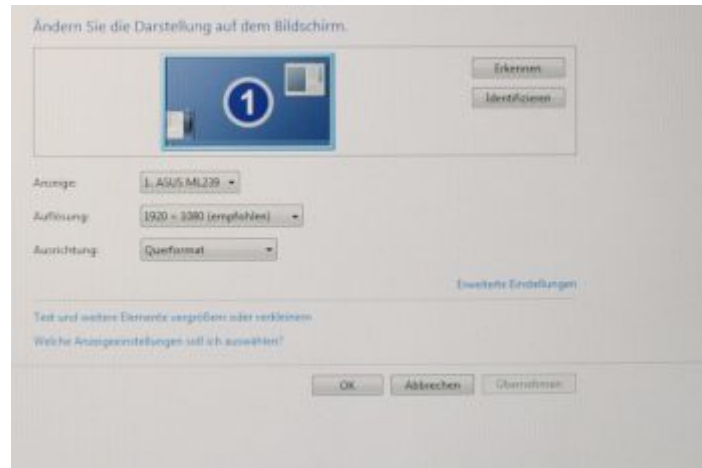 Ändern Sie die Darstellung auf dem Bildschirm.
1
Erkennen
Identifizieren
Anzeige: 1. ASUS ML239
Auflösung: 1920 × 1080 (empfohlen)
Ausrichtung: Querformat
Erweiterte Einstellungen
Text und weitere Elemente vergrößern oder verkleinern
Welche Anzeigeeinstellungen soll ich auswählen?
OK Abbrechen Übernehmen